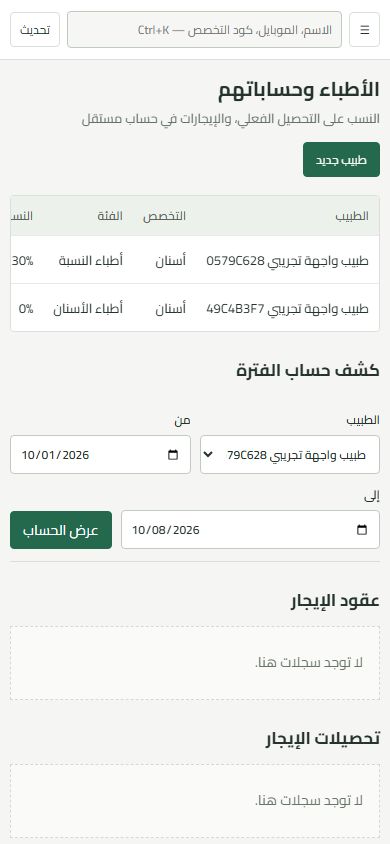 ☰ الاسم، الموبايل، كود التخصص — Ctrl+K تحديث
الأطباء وحساباتهم
النسب على التحصيل الفعلي، والإيجارات في حساب مستقل
طبيب جديد
الطبيب التخصص الفئة
طبيب واجهة تجريبي 0579C628 أسنان أطباء النسبة 30%
طبيب واجهة تجريبي 49C4B3F7 أسنان أطباء الأسنان 0%
كشف حساب الفترة
الطبيب من
طبيب واجهة تجريبي 79C628 10/01/2026
إلى
10/08/2026 عرض الحساب
عقود الإيجار
لا توجد سجلات هنا.
تحصيلات الإيجار
لا توجد سجلات هنا.